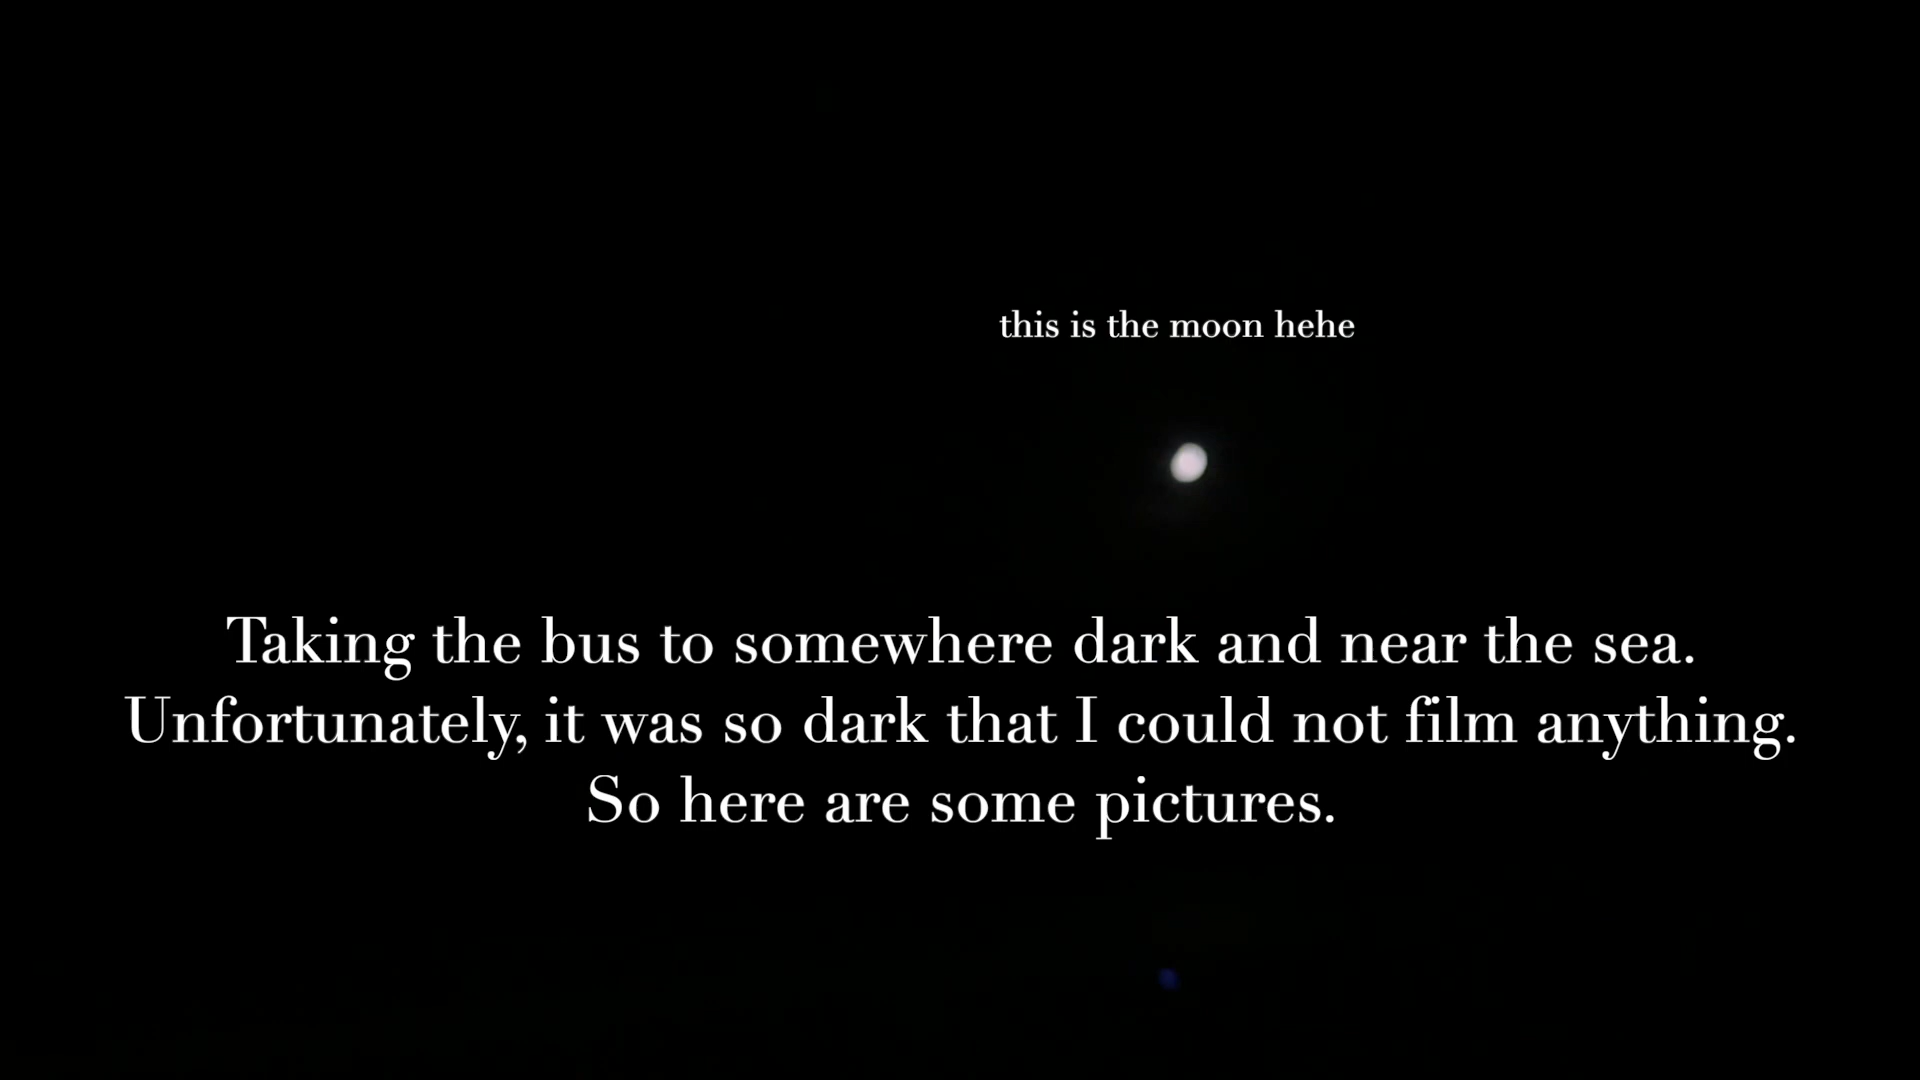 this is the moon hehe
Taking the bus to somewhere dark and near the sea.
Unfortunately, it was so dark that I could not film anything.
So here are some pictures.